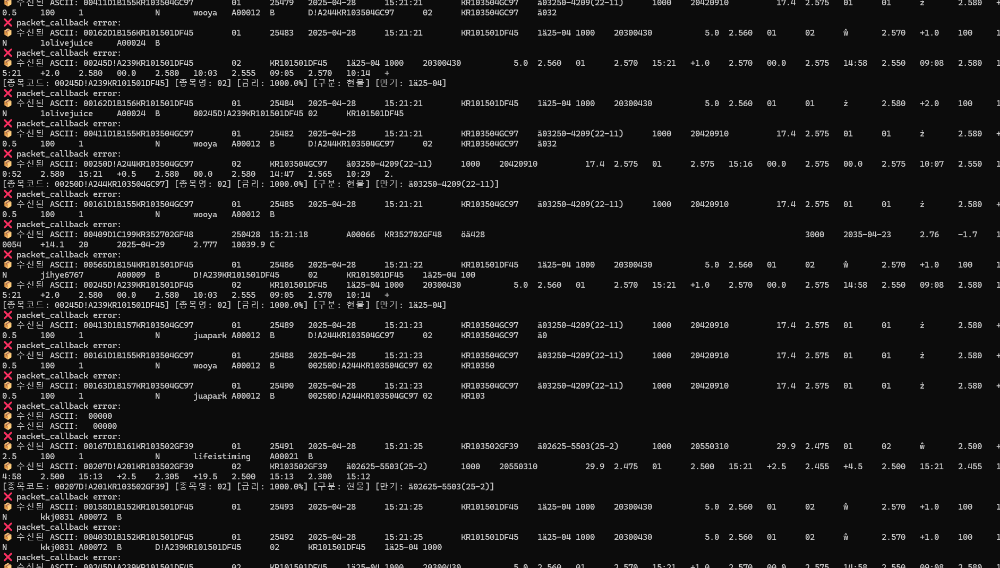 📦 수신된 ASCII: 00411D1B155KR103504GC97 01 25479 2025-04-28 15:21:21 KR103504GC97 ä03250-4209(22-11) 1000 20420910 17.4 2.575 01 01 ż 2.580 +
0.5 100 1 N wooya A00012 B D!A244KR103504GC97 02 KR103504GC97 ä032
❌ packet_callback error:
📦 수신된 ASCII: 00162D1B156KR101501DF45 01 25483 2025-04-28 15:21:21 KR101501DF45 1ä25-04 1000 20300430 5.0 2.560 01 02 ŵ 2.570 +1.0 100 1
N 1olivejuice A00024 B
❌ packet_callback error:
📦 수신된 ASCII: 00245D!A239KR101501DF45 02 KR101501DF45 1ä25-04 1000 20300430 5.0 2.560 01 2.570 15:21 +1.0 2.570 00.0 2.575 14:58 2.550 09:08 2.580 1
5:21 +2.0 2.580 00.0 2.580 10:03 2.555 09:05 2.570 10:14 +
[종목코드: 00245D!A239KR101501DF45] [종목명: 02] [금리: 1000.0%] [구분: 현물] [만기: 1ä25-04]
❌ packet_callback error:
📦 수신된 ASCII: 00162D1B156KR101501DF45 01 25484 2025-04-28 15:21:21 KR101501DF45 1ä25-04 1000 20300430 5.0 2.560 01 01 ż 2.580 +2.0 100 1
N 1olivejuice A00024 B 00245D!A239KR101501DF45 02 KR101501DF45
❌ packet_callback error:
📦 수신된 ASCII: 00411D1B155KR103504GC97 01 25482 2025-04-28 15:21:21 KR103504GC97 ä03250-4209(22-11) 1000 20420910 17.4 2.575 01 01 ż 2.580 +
0.5 100 1 N wooya A00012 B D!A244KR103504GC97 02 KR103504GC97 ä032
❌ packet_callback error:
📦 수신된 ASCII: 00250D!A244KR103504GC97 02 KR103504GC97 ä03250-4209(22-11) 1000 20420910 17.4 2.575 01 2.575 15:16 00.0 2.575 00.0 2.575 10:07 2.550 1
0:52 2.580 15:21 +0.5 2.580 00.0 2.580 14:47 2.565 10:29 2.
[종목코드: 00250D!A244KR103504GC97] [종목명: 02] [금리: 1000.0%] [구분: 현물] [만기: ä03250-4209(22-11)]
❌ packet_callback error:
📦 수신된 ASCII: 00161D1B155KR103504GC97 01 25485 2025-04-28 15:21:21 KR103504GC97 ä03250-4209(22-11) 1000 20420910 17.4 2.575 01 01 ż 2.580 +
0.5 100 1 N wooya A00012 B
❌ packet_callback error:
📦 수신된 ASCII: 00409D1C199KR352702GF48 250428 15:21:18 A00066 KR352702GF48 öä428 3000 2035-04-23 2.76 -1.7 1
0054 +14.1 20 2025-04-29 2.777 10039.9 C
❌ packet_callback error:
📦 수신된 ASCII: 00565D1B154KR101501DF45 01 25486 2025-04-28 15:21:22 KR101501DF45 1ä25-04 1000 20300430 5.0 2.560 01 02 ŵ 2.570 +1.0 100 1
N jihye6767 A00009 B D!A239KR101501DF45 02 KR101501DF45 1ä25-04 100
📦 수신된 ASCII: 00245D!A239KR101501DF45 02 KR101501DF45 1ä25-04 1000 20300430 5.0 2.560 01 2.570 15:21 +1.0 2.570 00.0 2.575 14:58 2.550 09:08 2.580 1
5:21 +2.0 2.580 00.0 2.580 10:03 2.555 09:05 2.570 10:14 +
[종목코드: 00245D!A239KR101501DF45] [종목명: 02] [금리: 1000.0%] [구분: 현물] [만기: 1ä25-04]
❌ packet_callback error:
📦 수신된 ASCII: 00413D1B157KR103504GC97 01 25489 2025-04-28 15:21:23 KR103504GC97 ä03250-4209(22-11) 1000 20420910 17.4 2.575 01 01 ż 2.580 +
0.5 100 1 N juapark A00012 B D!A244KR103504GC97 02 KR103504GC97 ä0
❌ packet_callback error:
📦 수신된 ASCII: 00161D1B155KR103504GC97 01 25488 2025-04-28 15:21:23 KR103504GC97 ä03250-4209(22-11) 1000 20420910 17.4 2.575 01 01 ż 2.580 +
0.5 100 1 N wooya A00012 B 00250D!A244KR103504GC97 02 KR10350
❌ packet_callback error:
📦 수신된 ASCII: 00163D1B157KR103504GC97 01 25490 2025-04-28 15:21:23 KR103504GC97 ä03250-4209(22-11) 1000 20420910 17.4 2.575 01 01 ż 2.580 +
0.5 100 1 N juapark A00012 B 00250D!A244KR103504GC97 02 KR103
❌ packet_callback error:
📦 수신된 ASCII: 00000
📦 수신된 ASCII: 00000
❌ packet_callback error:
📦 수신된 ASCII: 00167D1B161KR103502GF39 01 25491 2025-04-28 15:21:25 KR103502GF39 ä02625-5503(25-2) 1000 20550310 29.9 2.475 01 02 ŵ 2.500 +
2.5 100 1 N lifeistiming A00021 B
📦 수신된 ASCII: 00207D!A201KR103502GF39 02 KR103502GF39 ä02625-5503(25-2) 1000 20550310 29.9 2.475 01 2.500 15:21 +2.5 2.455 +4.5 2.500 15:21 2.455 1
4:58 2.500 15:13 +2.5 2.305 +19.5 2.500 15:13 2.300 15:12
[종목코드: 00207D!A201KR103502GF39] [종목명: 02] [금리: 1000.0%] [구분: 현물] [만기: ä02625-5503(25-2)]
❌ packet_callback error:
📦 수신된 ASCII: 00158D1B152KR101501DF45 01 25493 2025-04-28 15:21:25 KR101501DF45 1ä25-04 1000 20300430 5.0 2.560 01 02 ŵ 2.570 +1.0 100 1
N kkj0831 A00072 B
❌ packet_callback error:
📦 수신된 ASCII: 00403D1B152KR101501DF45 01 25492 2025-04-28 15:21:25 KR101501DF45 1ä25-04 1000 20300430 5.0 2.560 01 02 ŵ 2.570 +1.0 100 1
N kkj0831 A00072 B D!A239KR101501DF45 02 KR101501DF45 1ä25-04 1000
❌ packet_callback error:
📦 수신된 ASCII: 00245D!A239KR101501DF45 02 KR101501DF45 1ä25-04 1000 20300430 5.0 2.560 01 2.570 15:21 +1.0 2.570 00.0 2.575 14:58 2.550 09:08 2.580 1